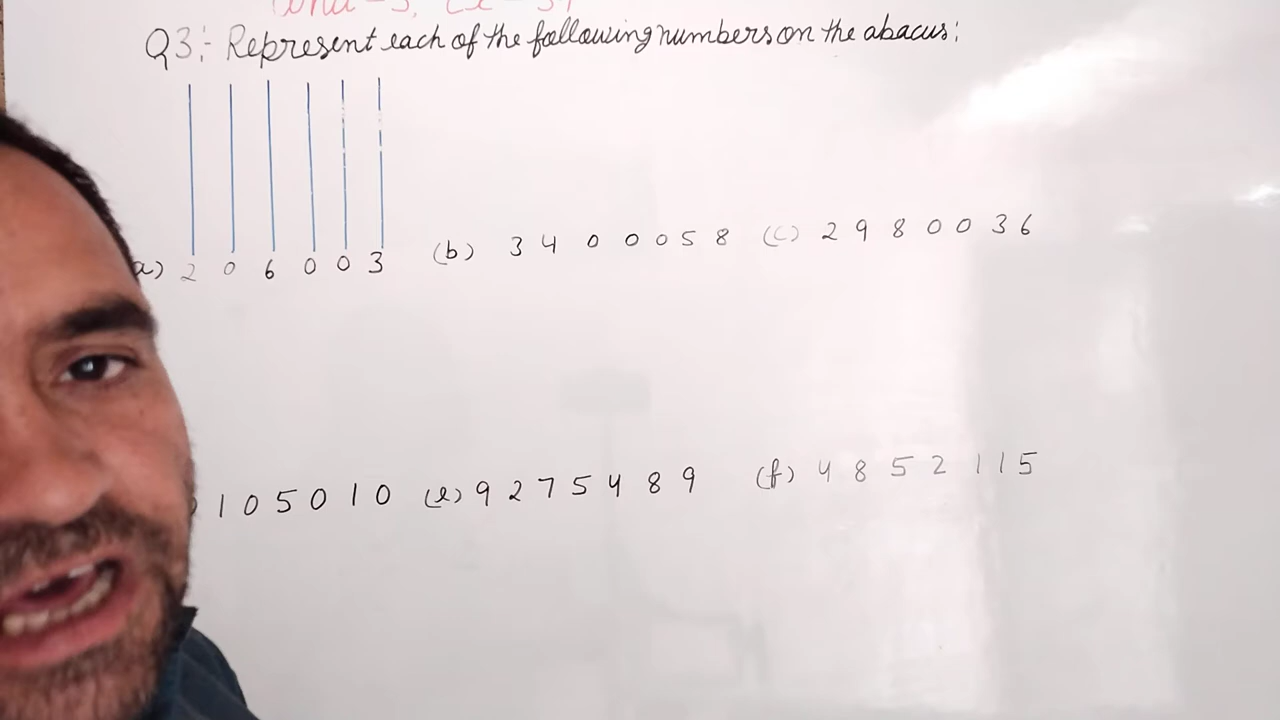 Q3:- Represent each of the following numbers on the abacus:
a) 2 0 6 0 0 3 (b) 3 4 0 0 0 5 8 (c) 2 9 8 0 0 3 6
1 0 5 0 1 0 (e) 9 2 7 5 4 8 9 (f) 4 8 5 2 1 1 5